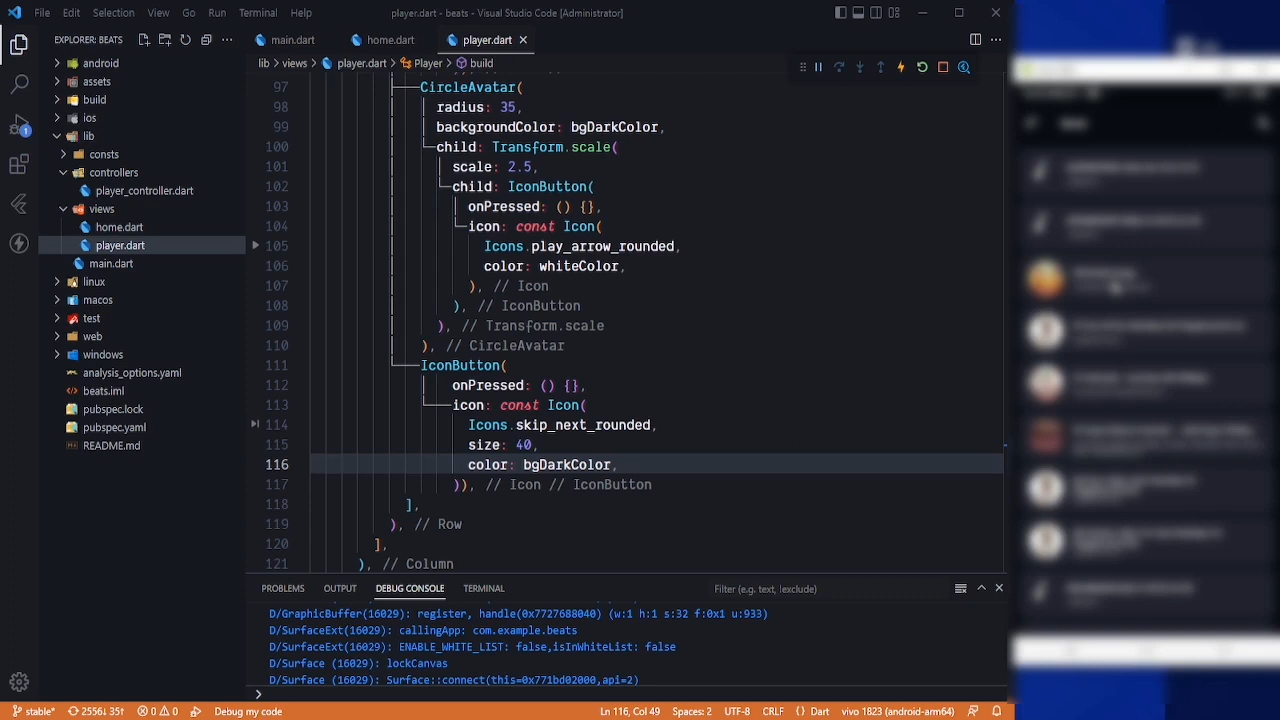 File Edit Selection View Go Run Terminal Help
player.dart - beats - Visual Studio Code [Administrator]
EXPLORER: BEATS
main.dart
home.dart
player.dart
lib > views > player.dart > Player > build
android
assets
build
ios
lib
consts
controllers
player_controller.dart
views
home.dart
player.dart
main.dart
linux
macos
test
web
windows
analysis_options.yaml
beats.iml
pubspec.lock
pubspec.yaml
README.md
1
97 CircleAvatar(
98 radius: 35,
99 backgroundColor: bgDarkColor,
100 child: Transform.scale(
101 scale: 2.5,
102 child: IconButton(
103 onPressed: () {},
104 icon: const Icon(
105 Icons.play_arrow_rounded,
106 color: whiteColor,
107 ), // Icon
108 ), // IconButton
109 ), // Transform.scale
110 ), // CircleAvatar
111 IconButton(
112 onPressed: () {},
113 icon: const Icon(
114 Icons.skip_next_rounded,
115 size: 40,
116 color: bgDarkColor,
117 )), // Icon // IconButton
118 ],
119 ), // Row
120 ],
121 ), // Column
PROBLEMS OUTPUT DEBUG CONSOLE TERMINAL
Filter (e.g. text, !exclude)
D/GraphicBuffer(16029): register, handle(0x7727688040) (w:1 h:1 s:32 f:0x1 u:933)
D/SurfaceExt(16029): callingApp: com.example.beats
D/SurfaceExt(16029): ENABLE_WHITE_LIST: false,isInWhiteList: false
D/Surface (16029): lockCanvas
D/Surface (16029): Surface::connect(this=0x771bd02000,api=2)
>
stable* 2556↓ 35↑ 0 0 Debug my code
Ln 116, Col 49 Spaces: 2 UTF-8 CRLF {} Dart vivo 1823 (android-arm64)